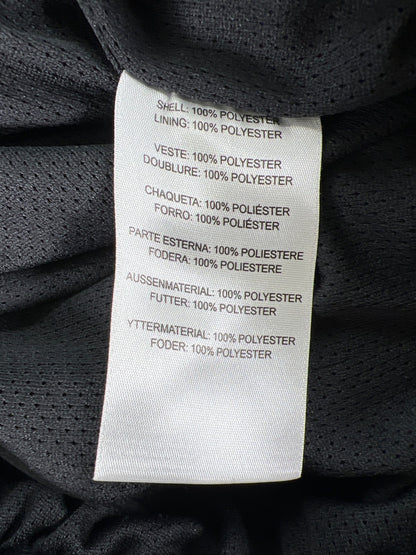 SHELL: 100% POLYESTER
LINING: 100% POLYESTER
VESTE: 100% POLYESTER
DOUBLURE: 100% POLYESTER
CHAQUETA: 100% POLIÉSTER
FORRO: 100% POLIÉSTER
PARTE ESTERNA: 100% POLIESTERE
FODERA: 100% POLIESTERE
AUSSENMATERIAL: 100% POLYESTER
FUTTER: 100% POLYESTER
YTTERMATERIAL: 100% POLYESTER
FODER: 100% POLYESTER